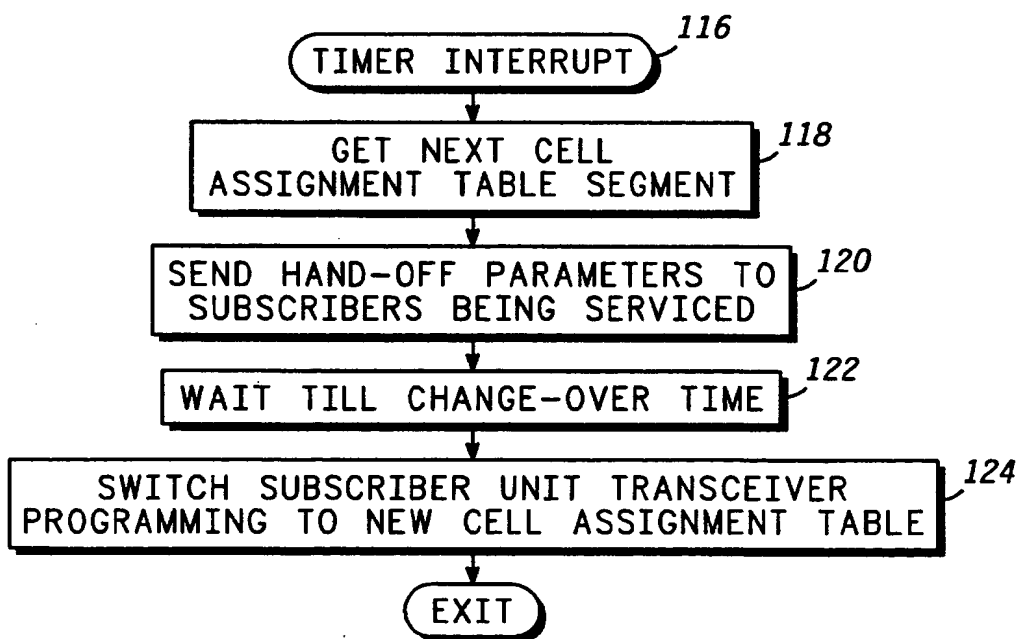 116
TIMER INTERRUPT
118
GET NEXT CELL
ASSIGNMENT TABLE SEGMENT
120
SEND HAND-OFF PARAMETERS TO
SUBSCRIBERS BEING SERVICED
122
WAIT TILL CHANGE-OVER TIME
124
SWITCH SUBSCRIBER UNIT TRANSCEIVER
PROGRAMMING TO NEW CELL ASSIGNMENT TABLE
EXIT